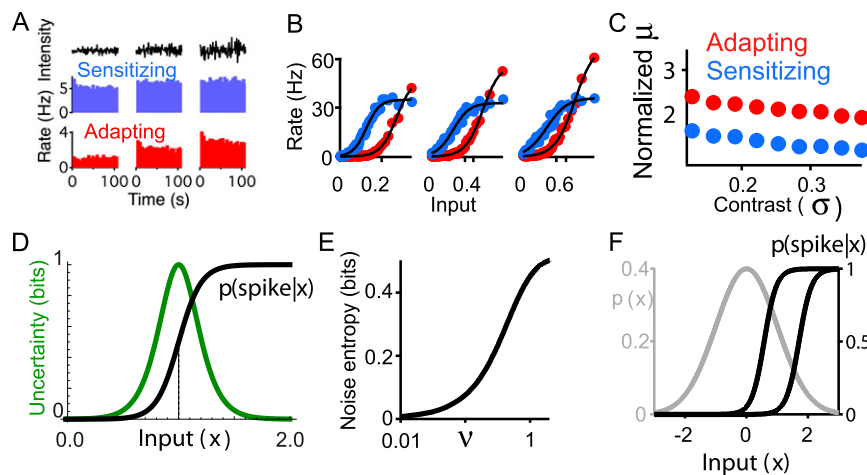 A
Intensity
Sensitizing
5
0
Rate (Hz)
Adapting
4
0
0 100 0 100 0 100
Time (s)
B
Rate (Hz)
60
30
0
0 0.2 0 0.4 0 0.6
Input
C
Normalized μ
Adapting
Sensitizing
3
2
0.2 0.3
Contrast ( σ )
D
Uncertainty (bits)
1
0
p(spike|x)
0.0 2.0
Input (x)
E
Noise entropy (bits)
0.4
0.2
0
0.01 ν 1
F
p(spike|x)
0.4
p(x)
0.2
0
1
0.5
0
-2 0 2
Input (x)